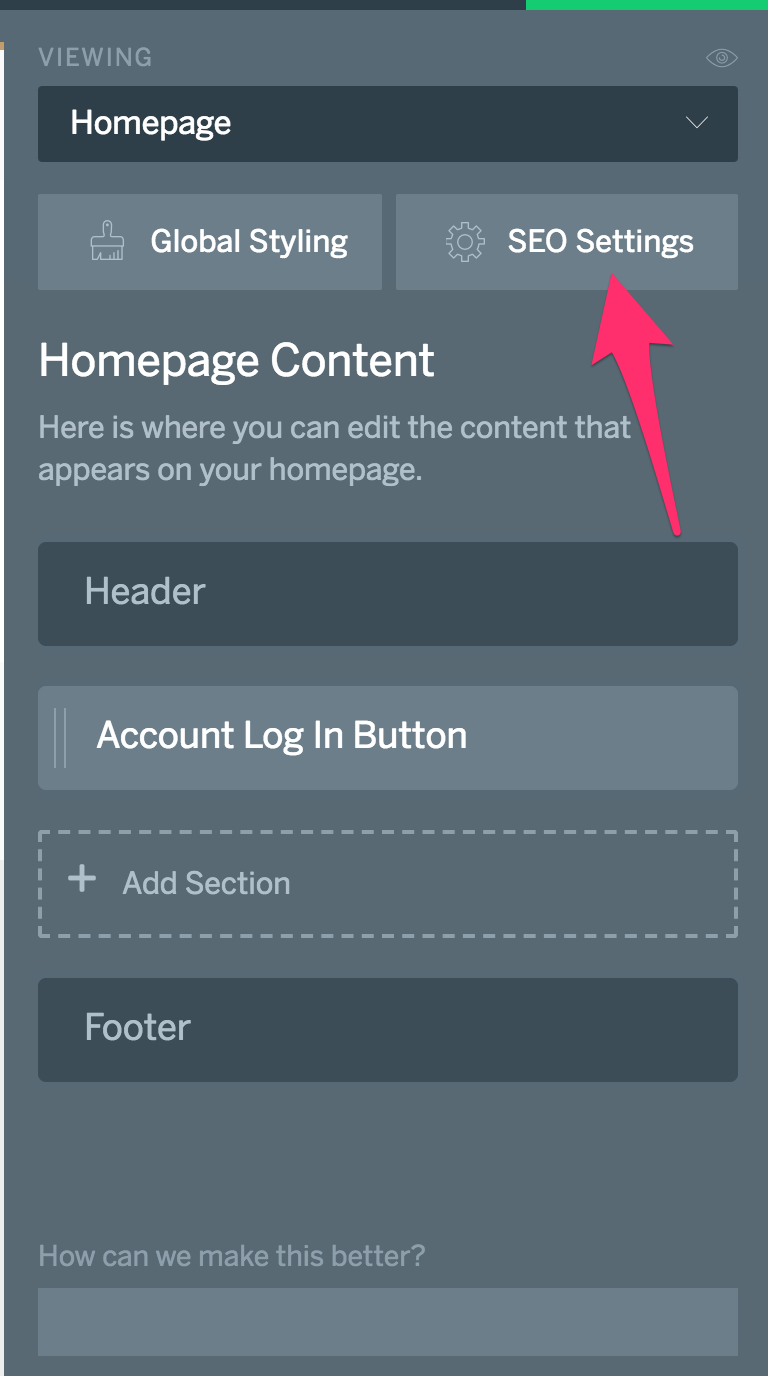 VIEWING
Homepage
Global Styling
SEO Settings
Homepage Content
Here is where you can edit the content that
appears on your homepage.
Header
Account Log In Button
Add Section
Footer
How can we make this better?